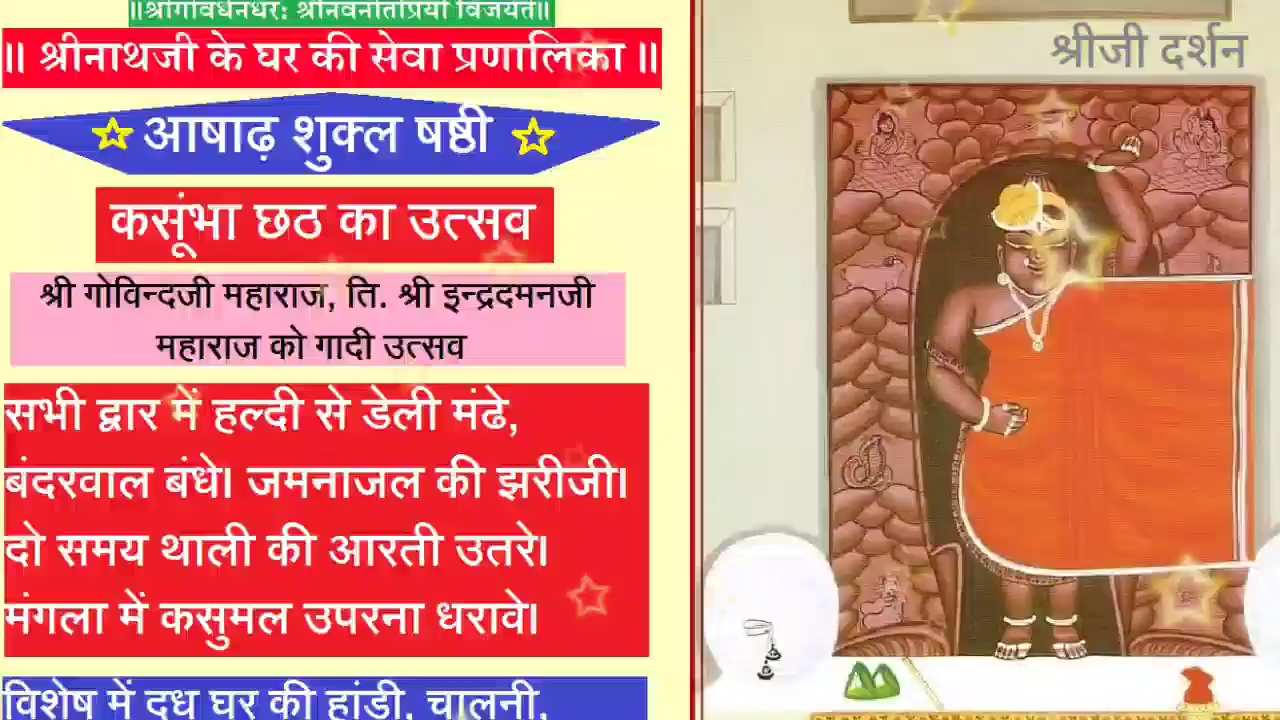 ॥श्रीगोवर्धनधर: श्रीनवनीतप्रियो विजयते॥
॥ श्रीनाथजी के घर की सेवा प्रणालिका ॥
आषाढ़ शुक्ल षष्ठी
कसूंभा छठ का उत्सव
श्री गोविन्दजी महाराज, ति. श्री इन्द्रदमनजी
महाराज को गादी उत्सव
सभी द्वार में हल्दी से डेली मंढे,
बंदरवाल बंधे। जमनाजल की झरीजी।
दो समय थाली की आरती उतरे।
मंगला में कसुमल उपरना धरावे।
विशेष में दूध घर की हांडी, चालनी,
श्रीजी दर्शन